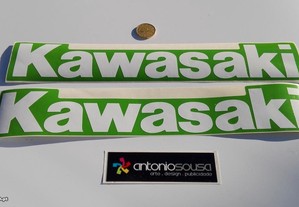 Kawasaki
Kawasaki
antoniosousa
arte . design . publicidade